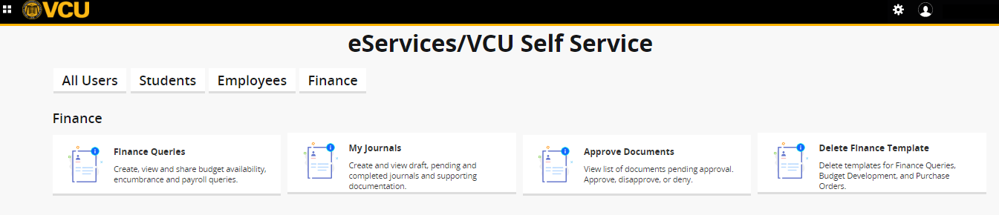 VCU
eServices/VCU Self Service
All Users
Students
Employees
Finance
Finance
Finance Queries
Create, view and share budget availability,
encumbrance and payroll queries.
My Journals
Create and view draft, pending and
completed journals and supporting
documentation.
Approve Documents
View list of documents pending approval.
Approve, disapprove, or deny.
Delete Finance Template
Delete templates for Finance Queries,
Budget Development, and Purchase
Orders.